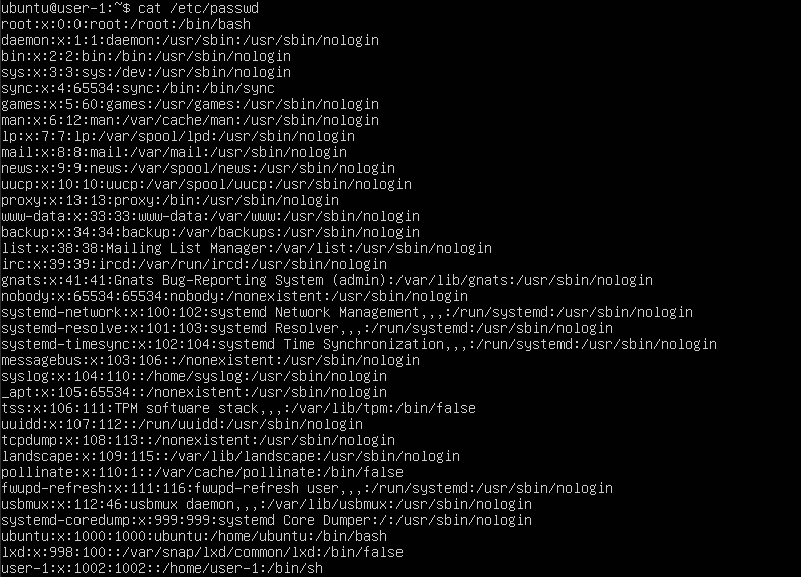 ubuntu@user-1:~$ cat /etc/passwd
root:x:0:0:root:/root:/bin/bash
daemon:x:1:1:daemon:/usr/sbin:/usr/sbin/nologin
bin:x:2:2:bin:/bin:/usr/sbin/nologin
sys:x:3:3:sys:/dev:/usr/sbin/nologin
sync:x:4:65534:sync:/bin:/bin/sync
games:x:5:60:games:/usr/games:/usr/sbin/nologin
man:x:6:12:man:/var/cache/man:/usr/sbin/nologin
lp:x:7:7:lp:/var/spool/lpd:/usr/sbin/nologin
mail:x:8:8:mail:/var/mail:/usr/sbin/nologin
news:x:9:9:news:/var/spool/news:/usr/sbin/nologin
uucp:x:10:10:uucp:/var/spool/uucp:/usr/sbin/nologin
proxy:x:13:13:proxy:/bin:/usr/sbin/nologin
www-data:x:33:33:www-data:/var/www:/usr/sbin/nologin
backup:x:34:34:backup:/var/backups:/usr/sbin/nologin
list:x:38:38:Mailing List Manager:/var/list:/usr/sbin/nologin
irc:x:39:39:ircd:/var/run/ircd:/usr/sbin/nologin
gnats:x:41:41:Gnats Bug-Reporting System (admin):/var/lib/gnats:/usr/sbin/nologin
nobody:x:65534:65534:nobody:/nonexistent:/usr/sbin/nologin
systemd-network:x:100:102:systemd Network Management,,,:/run/systemd:/usr/sbin/nologin
systemd-resolve:x:101:103:systemd Resolver,,,:/run/systemd:/usr/sbin/nologin
systemd-timesync:x:102:104:systemd Time Synchronization,,,:/run/systemd:/usr/sbin/nologin
messagebus:x:103:106::/nonexistent:/usr/sbin/nologin
syslog:x:104:110::/home/syslog:/usr/sbin/nologin
_apt:x:105:65534::/nonexistent:/usr/sbin/nologin
tss:x:106:111:TPM software stack,,,:/var/lib/tpm:/bin/false
uuidd:x:107:112::/run/uuidd:/usr/sbin/nologin
tcpdump:x:108:113::/nonexistent:/usr/sbin/nologin
landscape:x:109:115::/var/lib/landscape:/usr/sbin/nologin
pollinate:x:110:1::/var/cache/pollinate:/bin/false
fwupd-refresh:x:111:116:fwupd-refresh user,,,:/run/systemd:/usr/sbin/nologin
usbmux:x:112:46:usbmux daemon,,,:/var/lib/usbmux:/usr/sbin/nologin
systemd-coredump:x:999:999:systemd Core Dumper:/:/usr/sbin/nologin
ubuntu:x:1000:1000:ubuntu:/home/ubuntu:/bin/bash
lxd:x:998:100::/var/snap/lxd/common/lxd:/bin/false
user-1:x:1002:1002::/home/user-1:/bin/sh